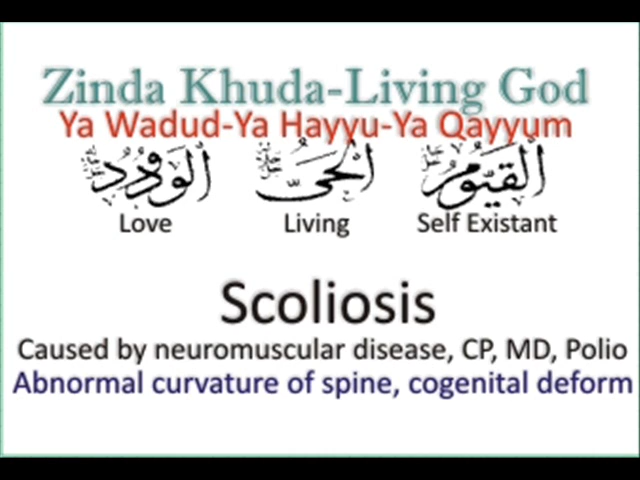 Zinda Khuda-Living God
Ya Wadud-Ya Hayyu-Ya Qayyum
الودود الحي القيوم
Love Living Self Existant
Scoliosis
Caused by neuromuscular disease, CP, MD, Polio
Abnormal curvature of spine, cogenital deform